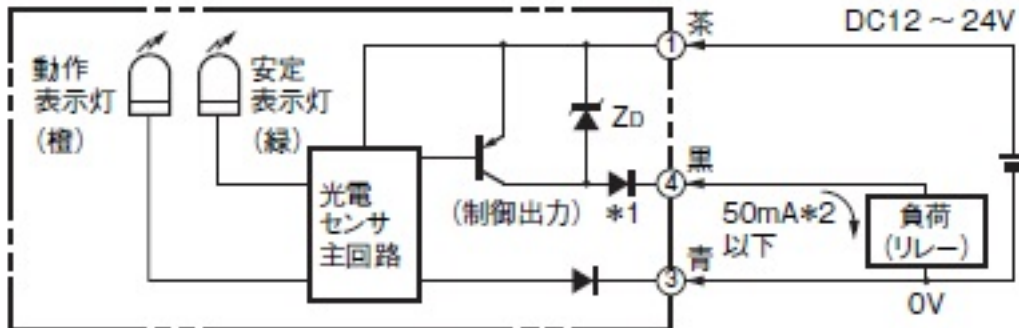 動作
表示灯
(橙)
安定
表示灯
(緑)
光電
センサ
主回路
(制御出力)
ZD
*1
1
茶
4
黒
3
青
DC12 ~ 24V
50mA*2
以下
負荷
(リレー)
0V